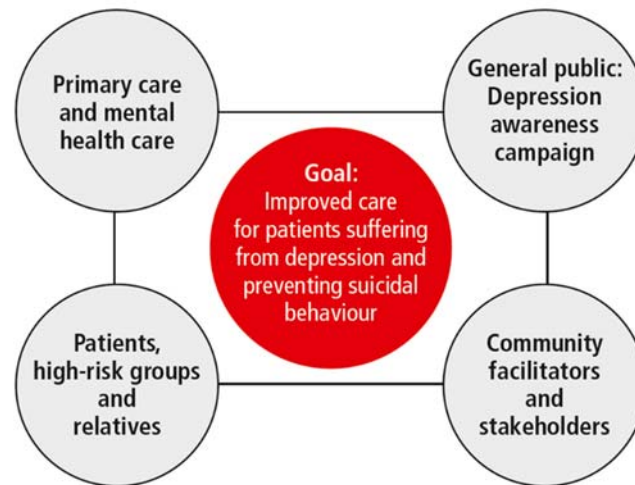 Primary care
and mental
health care
General public:
Depression
awareness
campaign
Goal:
Improved care
for patients suffering
from depression and
preventing suicidal
behaviour
Patients,
high-risk groups
and
relatives
Community
facilitators
and
stakeholders